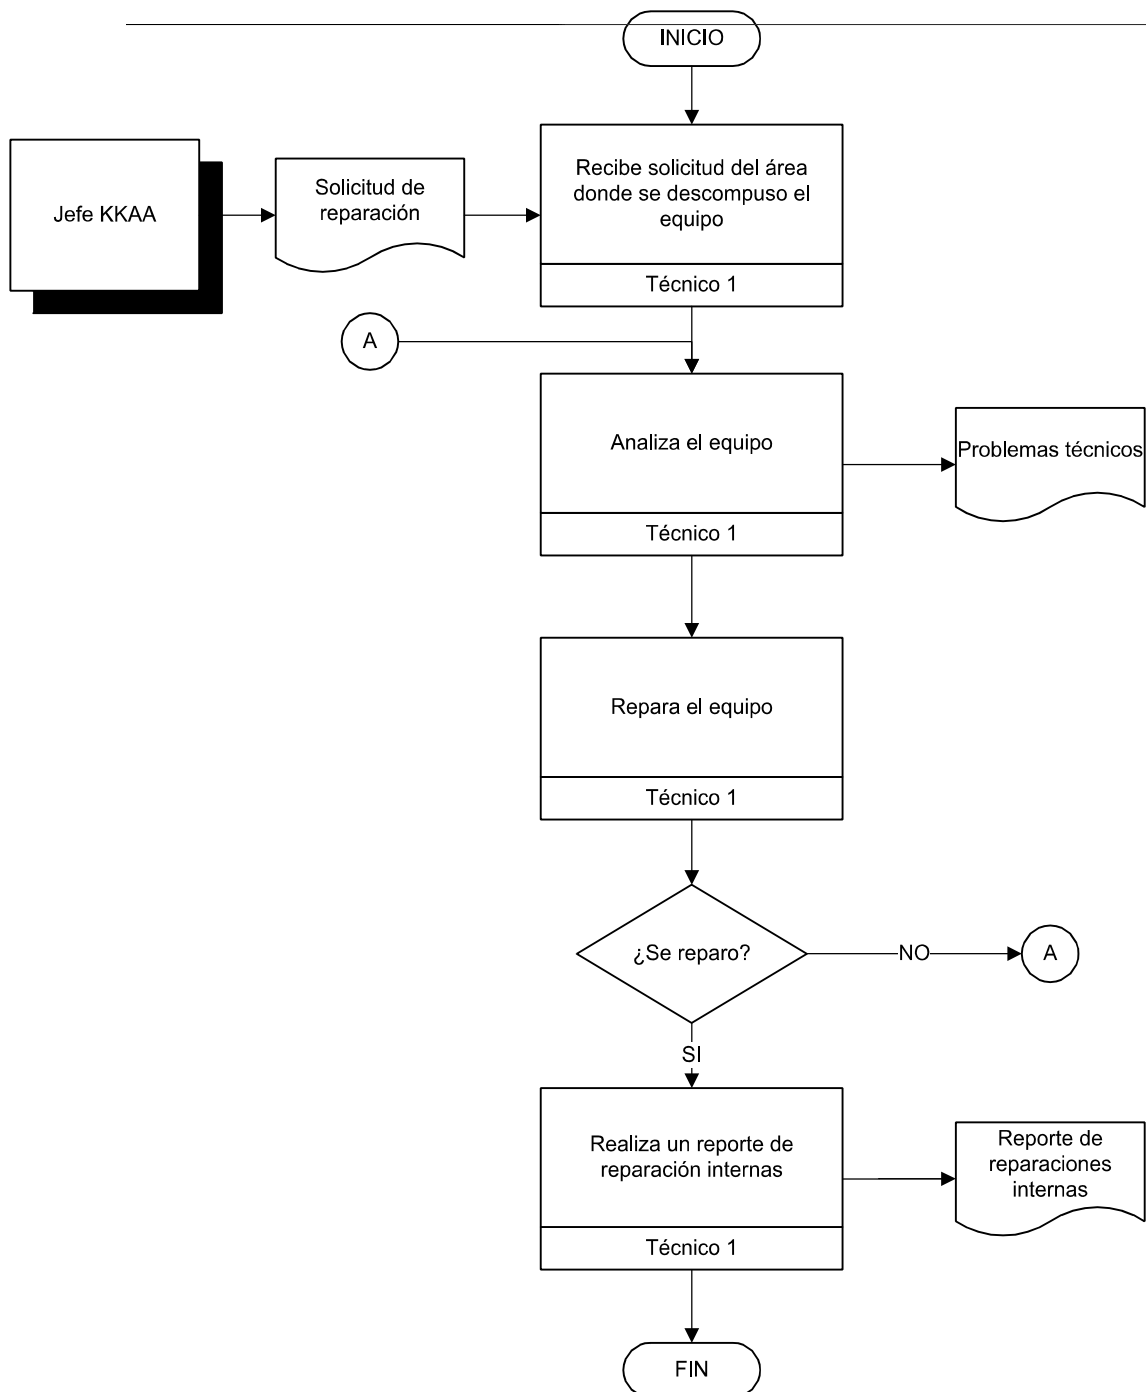 INICIO
Jefe KKAA
Solicitud de
reparación
Recibe solicitud del área
donde se descompuso el
equipo
Técnico 1
A
Analiza el equipo
Técnico 1
Problemas técnicos
Repara el equipo
Técnico 1
¿Se reparo?
NO
A
SI
Realiza un reporte de
reparación internas
Técnico 1
Reporte de
reparaciones
internas
FIN